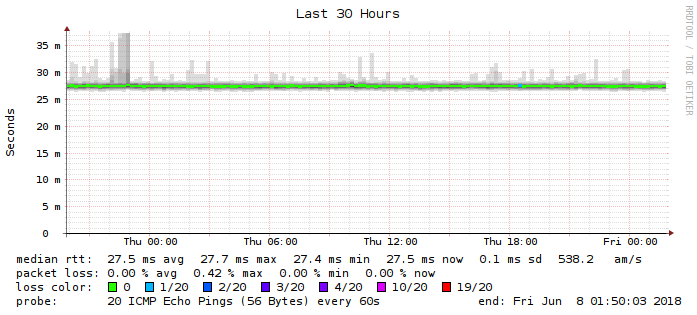 Last 30 Hours
RRDTOOL / TOBI OETIKER
Seconds
35 m
30 m
25 m
20 m
15 m
10 m
5 m
0
Thu 00:00 Thu 06:00 Thu 12:00 Thu 18:00 Fri 00:00
median rtt: 27.5 ms avg 27.7 ms max 27.4 ms min 27.5 ms now 0.1 ms sd 538.2 am/s
packet loss: 0.00 % avg 0.42 % max 0.00 % min 0.00 % now
loss color: 0 1/20 2/20 3/20 4/20 10/20 19/20
probe: 20 ICMP Echo Pings (56 Bytes) every 60s end: Fri Jun 8 01:50:03 2018